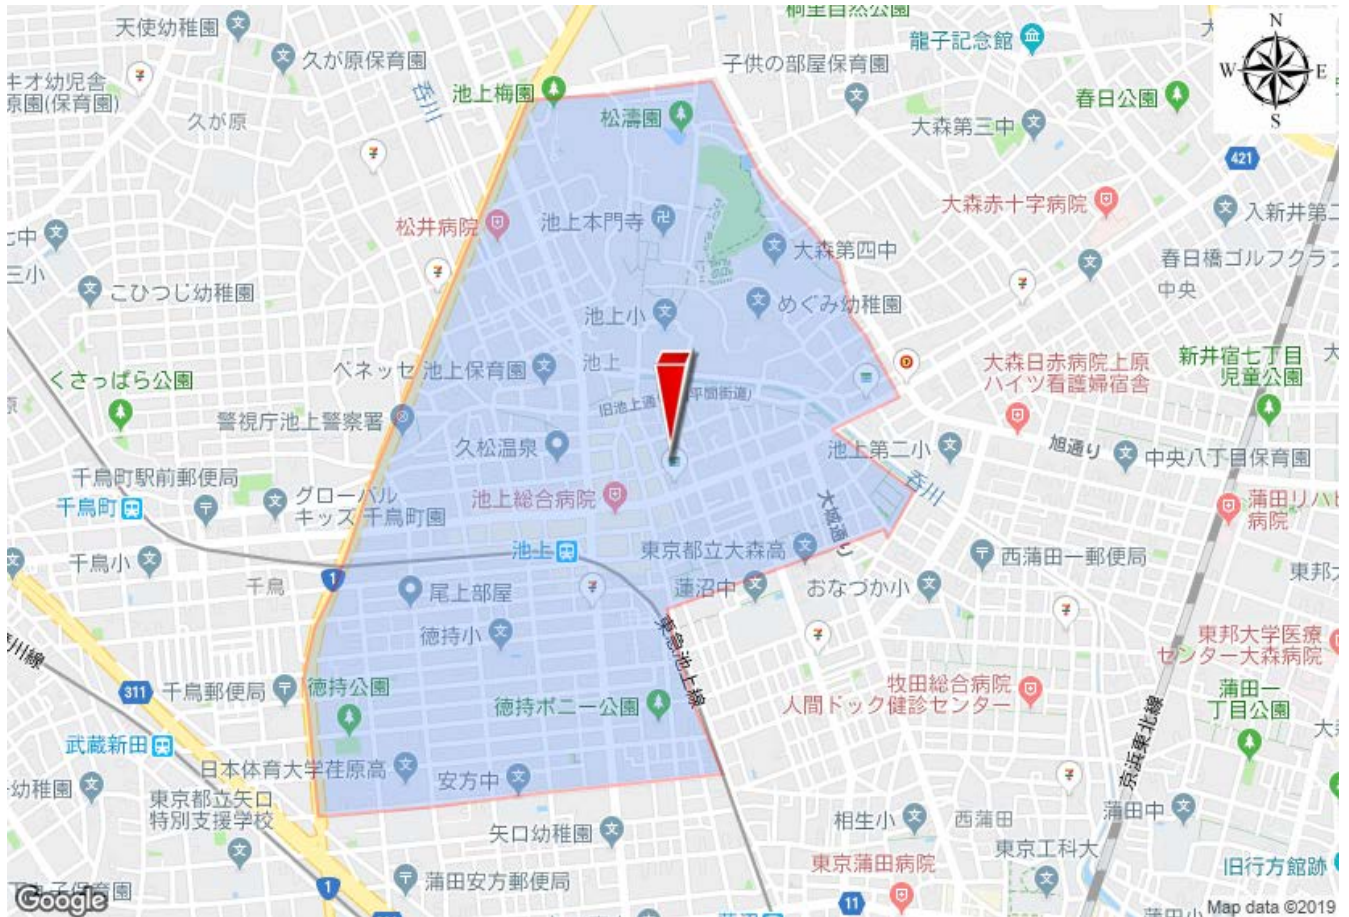 天使幼稚園
久が原保育園
キオ幼児舎
原園(保育園)
久が原
呑川
池上梅園
松濤園
子供の部屋保育園
龍子記念館
桐里自然公園
春日公園
大森第三中
N
W
E
S
421
大森赤十字病院
入新井第二
松井病院
池上本門寺
大森第四中
春日橋ゴルフクラブ
中央
七中
三小
こひつじ幼稚園
池上小
めぐみ幼稚園
ベネッセ 池上保育園
池上
大森日赤病院上原
ハイツ看護婦宿舎
新井宿七丁目
児童公園
くさっぱら公園
警視庁池上警察署
久松温泉
池上第二小
旭通り
中央八丁目保育園
千鳥町駅前郵便局
千鳥町
グローバル
キッズ 千鳥町園
池上総合病院
呑川
大城通り
蒲田リハビ
病院
千鳥小
千鳥
1
池上
東京都立大森高
西蒲田一郵便局
東邦大
尾上部屋
蓮沼中
おなづか小
徳持小
東急池上線
東邦大学医療
センター大森病院
311
千鳥郵便局
徳持公園
徳持ポニー公園
牧田総合病院
人間ドック健診センター
蒲田一
丁目公園
武蔵新田
京浜東北線
日本体育大学荏原高
安方中
幼稚園
東京都立矢口
特別支援学校
矢口幼稚園
相生小
西蒲田
蒲田中
東京蒲田病院
東京工科大
旧行方館跡
1
蒲田安方郵便局
11
蓮沼
Google
Map data ©2019